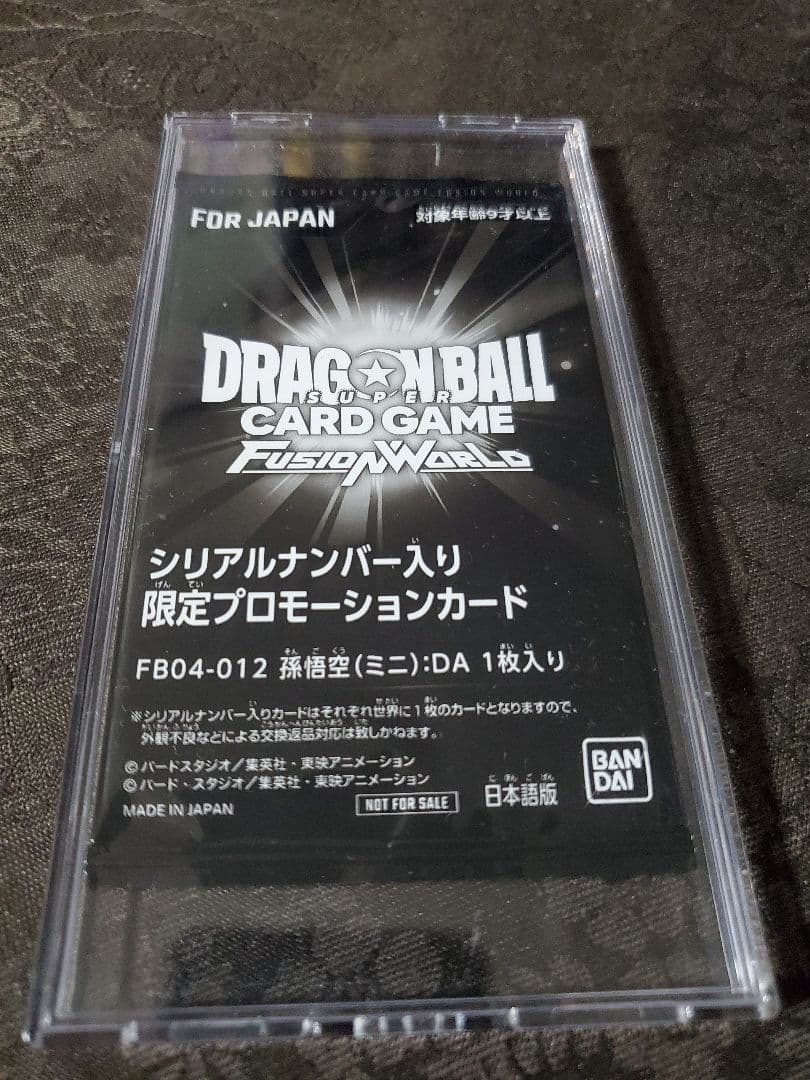 FOR JAPAN
対象年齢9才以上
DRAGON BALL
SUPER
CARD GAME
FUSION WORLD
シリアルナンバー入り
限定プロモーションカード
FB04-012 孫悟空(ミニ):DA 1枚入り
※シリアルナンバー入りカードはそれぞれ世界に1枚のカードとなりますので、
外観不良などによる交換返品対応は致しかねます。
©バードスタジオ/集英社・東映アニメーション
©バード・スタジオ/集英社・東映アニメーション
MADE IN JAPAN
NOT FOR SALE
日本語版
BAN
DAI